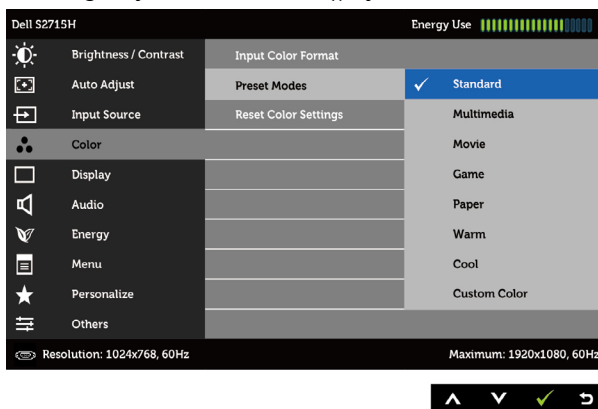 Dell S2715H Energy Use
Brightness / Contrast Input Color Format
Auto Adjust Preset Modes Standard
Input Source Reset Color Settings Multimedia
Color Movie
Display Game
Audio Paper
Energy Warm
Menu Cool
Personalize Custom Color
Others
Resolution: 1024x768, 60Hz Maximum: 1920x1080, 60Hz